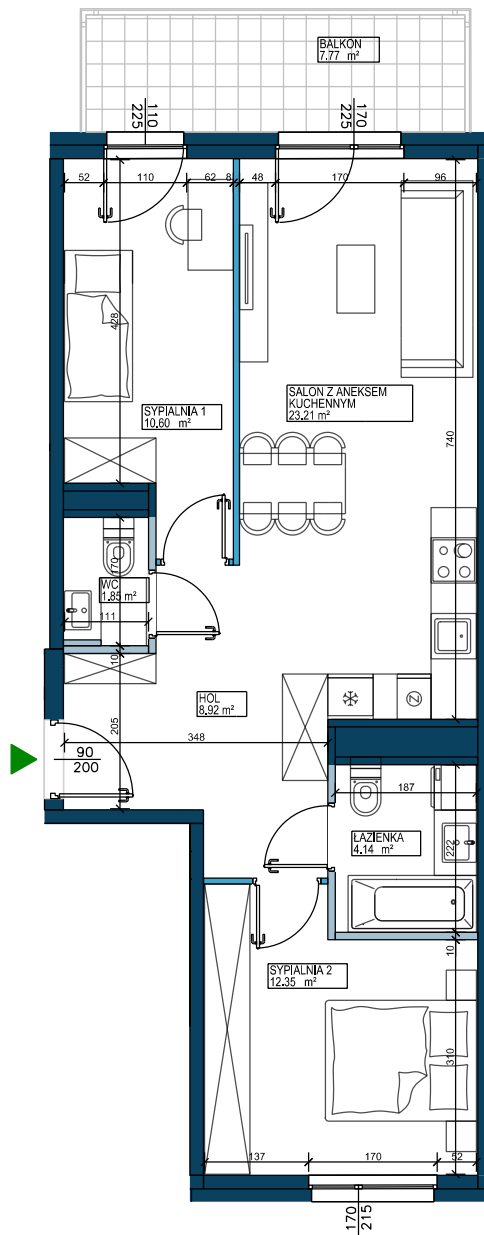 BALKON
7.77 m²
110
225
170
225
52
110
62
8
48
170
96
428
SYPIALNIA 1
10.60 m²
SALON Z ANEKSEM
KUCHENNYM
23.21 m²
740
170
WC
1.85 m²
111
10
HOL
8.92 m²
205
348
90
200
Z
187
ŁAZIENKA
4.14 m²
222
10
SYPIALNIA 2
12.35 m²
310
137
170
52
170
215